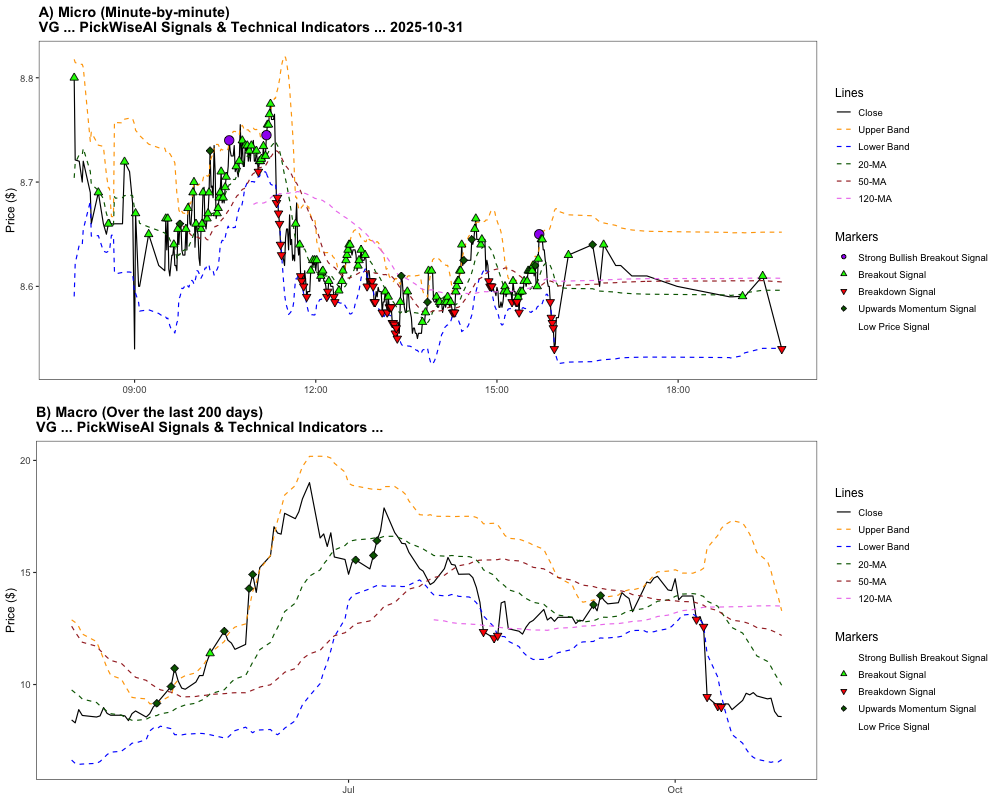 A) Micro (Minute-by-minute)
VG ... PickWiseAI Signals & Technical Indicators ... 2025-10-31
Price ($)
8.8
8.7
8.6
09:00
12:00
15:00
18:00
Lines
Close
Upper Band
Lower Band
20-MA
50-MA
120-MA
Markers
Strong Bullish Breakout Signal
Breakout Signal
Breakdown Signal
Upwards Momentum Signal
Low Price Signal
B) Macro (Over the last 200 days)
VG ... PickWiseAI Signals & Technical Indicators ...
Price ($)
20
15
10
Jul
Oct
Lines
Close
Upper Band
Lower Band
20-MA
50-MA
120-MA
Markers
Strong Bullish Breakout Signal
Breakout Signal
Breakdown Signal
Upwards Momentum Signal
Low Price Signal